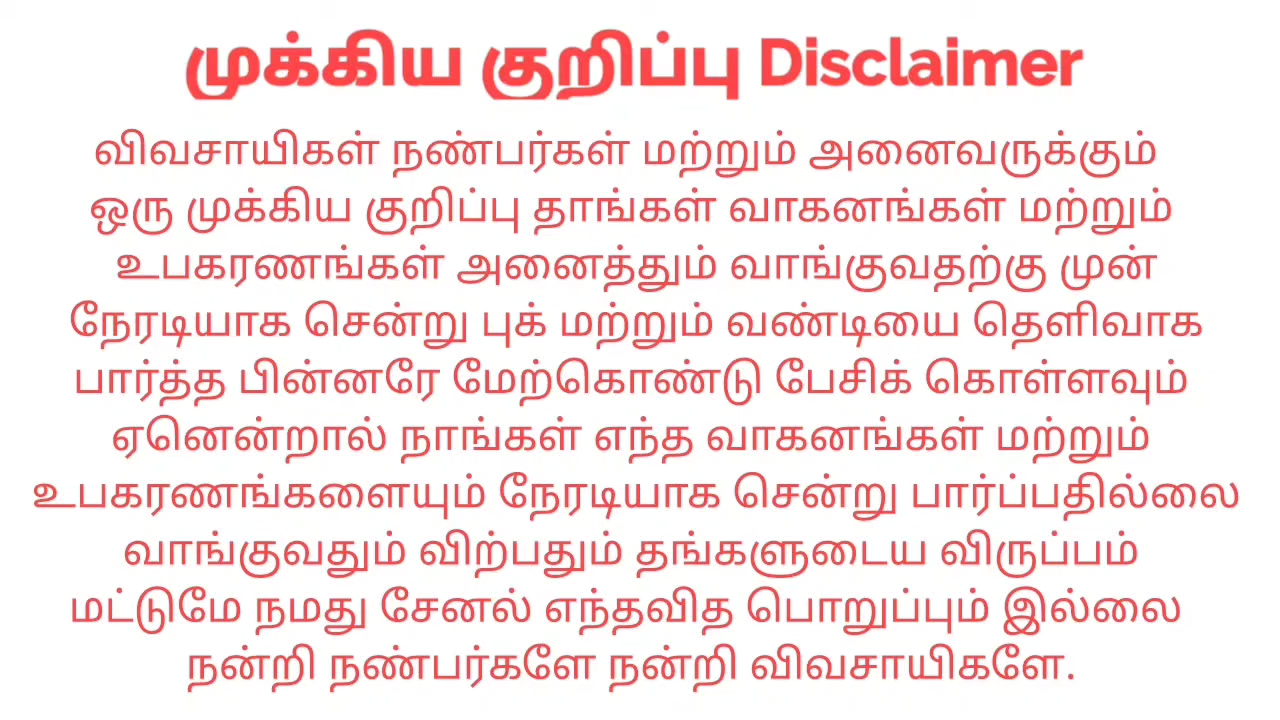 முக்கிய குறிப்பு Disclaimer
விவசாயிகள் நண்பர்கள் மற்றும் அனைவருக்கும்
ஒரு முக்கிய குறிப்பு தாங்கள் வாகனங்கள் மற்றும்
உபகரணங்கள் அனைத்தும் வாங்குவதற்கு முன்
நேரடியாக சென்று புக் மற்றும் வண்டியை தெளிவாக
பார்த்த பின்னரே மேற்கொண்டு பேசிக் கொள்ளவும்
ஏனென்றால் நாங்கள் எந்த வாகனங்கள் மற்றும்
உபகரணங்களையும் நேரடியாக சென்று பார்ப்பதில்லை
வாங்குவதும் விற்பதும் தங்களுடைய விருப்பம்
மட்டுமே நமது சேனல் எந்தவித பொறுப்பும் இல்லை
நன்றி நண்பர்களே நன்றி விவசாயிகளே.